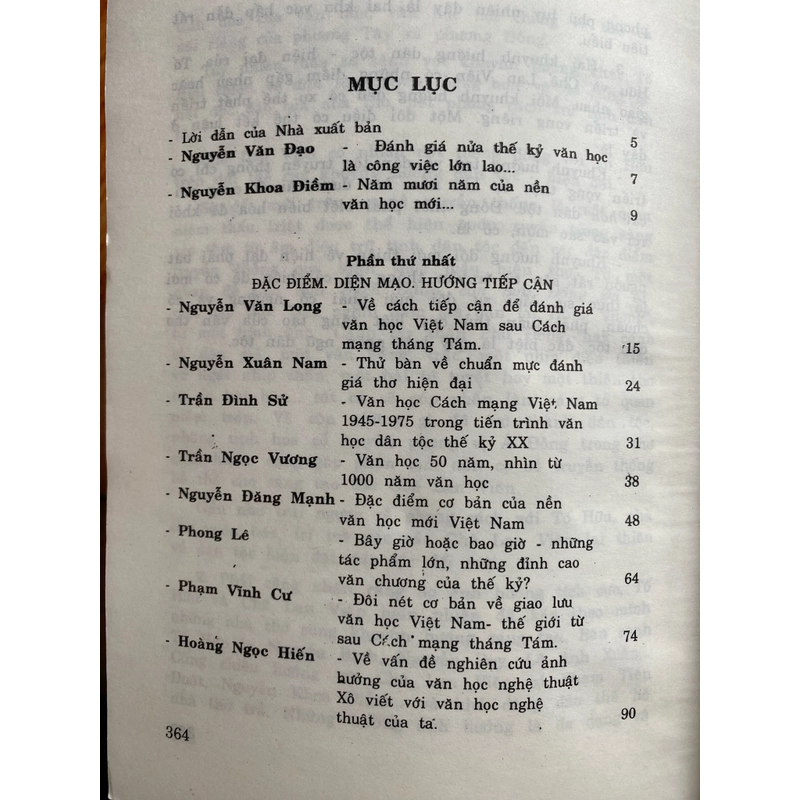 MỤC LỤC
- Lời dẫn của Nhà xuất bản 5
- Nguyễn Văn Đạo - Đánh giá nửa thế kỷ văn học
là công việc lớn lao... 7
- Nguyễn Khoa Điềm - Năm mươi năm của nền
văn học mới... 9
Phần thứ nhất
ĐẶC ĐIỂM. DIỆN MẠO. HƯỚNG TIẾP CẬN
- Nguyễn Văn Long - Về cách tiếp cận để đánh giá
văn học Việt Nam sau Cách
mạng tháng Tám. 15
- Nguyễn Xuân Nam - Thử bàn về chuẩn mực đánh
giá thơ hiện đại 24
- Trần Đình Sử - Văn học Cách mạng Việt Nam
1945-1975 trong tiến trình văn
học dân tộc thế kỷ XX 31
- Trần Ngọc Vương - Văn học 50 năm, nhìn từ
1000 năm văn học 38
- Nguyễn Đăng Mạnh - Đặc điểm cơ bản của nền
văn học mới Việt Nam 48
- Phong Lê - Bây giờ hoặc bao giờ - những
tác phẩm lớn, những đỉnh cao
văn chương của thế kỷ? 64
- Phạm Vĩnh Cư - Đôi nét cơ bản về giao lưu
văn học Việt Nam- thế giới từ
sau Cách mạng tháng Tám. 74
- Hoàng Ngọc Hiến - Về vấn đề nghiên cứu ảnh
hưởng của văn học nghệ thuật
Xô viết với văn học nghệ
thuật của ta. 90
364